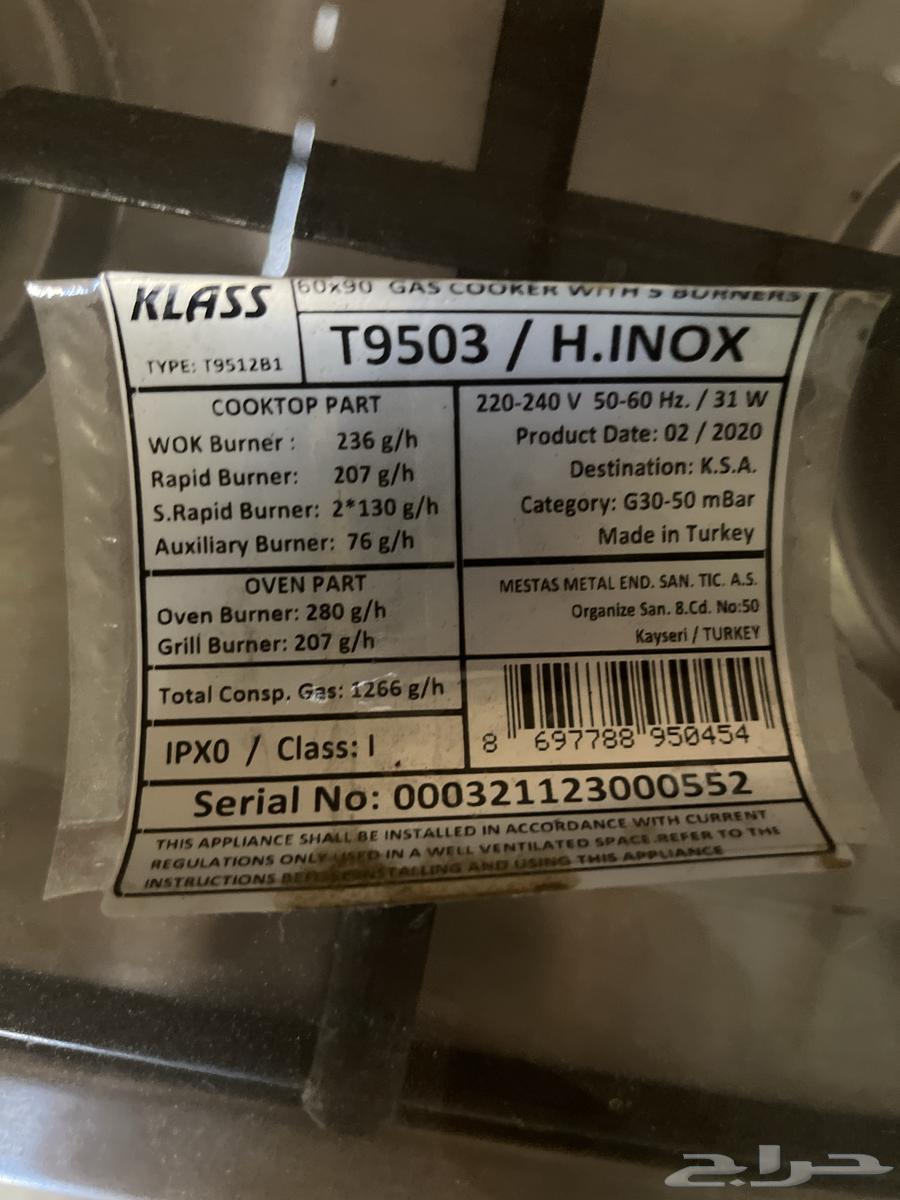 KLASS
60x90 GAS COOKER WITH 5 BURNERS
TYPE: T9512B1
T9503 / H.INOX
COOKTOP PART
WOK Burner : 236 g/h
Rapid Burner: 207 g/h
S.Rapid Burner: 2*130 g/h
Auxiliary Burner: 76 g/h
OVEN PART
Oven Burner: 280 g/h
Grill Burner: 207 g/h
Total Consp. Gas: 1266 g/h
IPX0 / Class: I
220-240 V 50-60 Hz. / 31 W
Product Date: 02 / 2020
Destination: K.S.A.
Category: G30-50 mBar
Made in Turkey
MESTAS METAL END. SAN. TIC. A.S.
Organize San. 8.Cd. No:50
Kayseri / TURKEY
8 697788 950454
Serial No: 000321123000552
THIS APPLIANCE SHALL BE INSTALLED IN ACCORDANCE WITH CURRENT
REGULATIONS ONLY USED IN A WELL VENTILATED SPACE.REFER TO THE
INSTRUCTIONS BEFORE INSTALLING AND USING THIS APPLIANCE
حراج